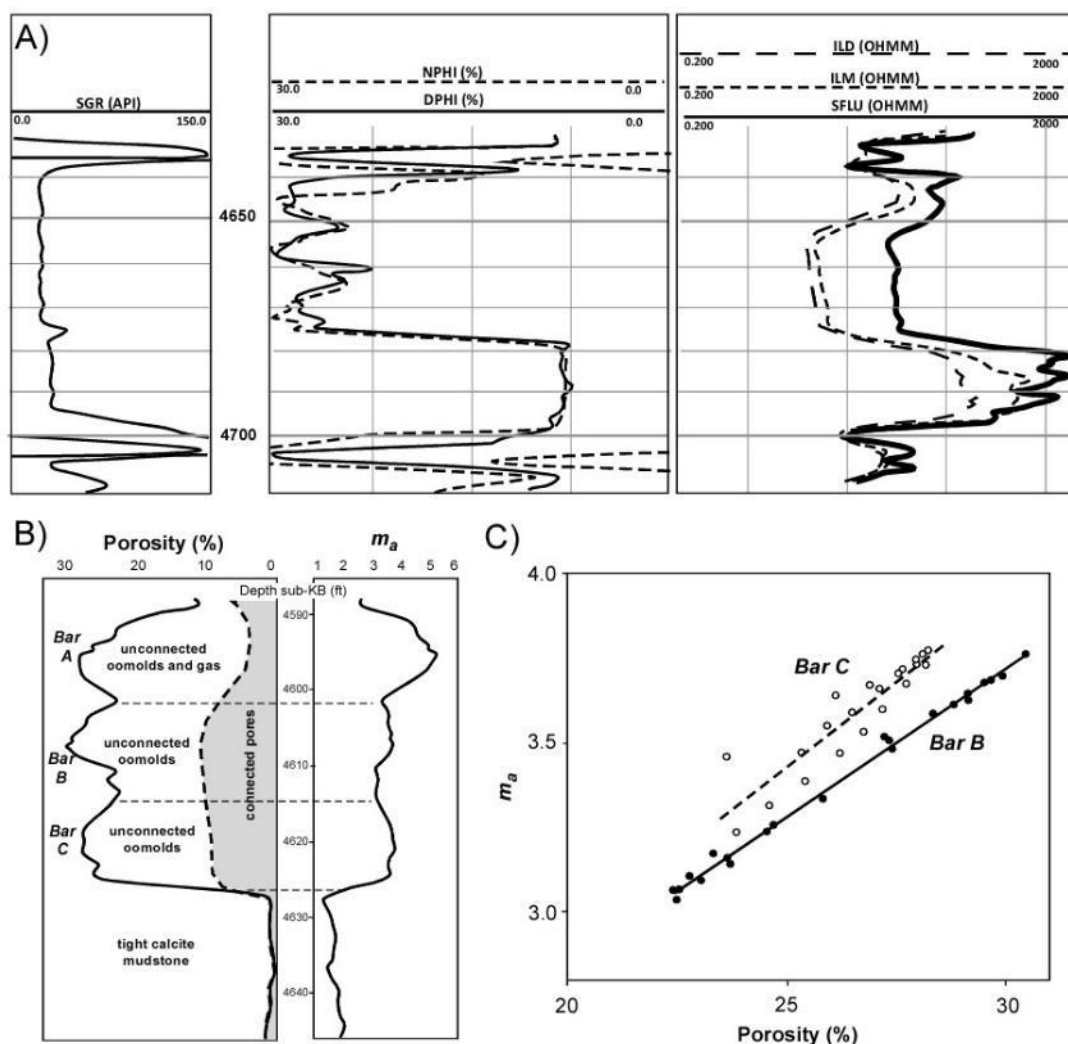 A)
SGR (API)
0.0 150.0
NPHI (%)
30.0 0.0
DPHI (%)
30.0 0.0
ILD (OHMM)
0.200 2000
ILM (OHMM)
0.200 2000
SFLU (OHMM)
0.200 2000
4650
4700
B)
Porosity (%)
30 20 10 0
m_a
1 2 3 4 5 6
Depth sub-KB (ft)
4590
4600
4610
4620
4630
4640
Bar A
unconnected
oomolds and gas
Bar B
unconnected
oomolds
Bar C
unconnected
oomolds
connected pores
tight calcite
mudstone
C)
m_a
4.0
3.5
3.0
Bar C
Bar B
20 25 30
Porosity (%)